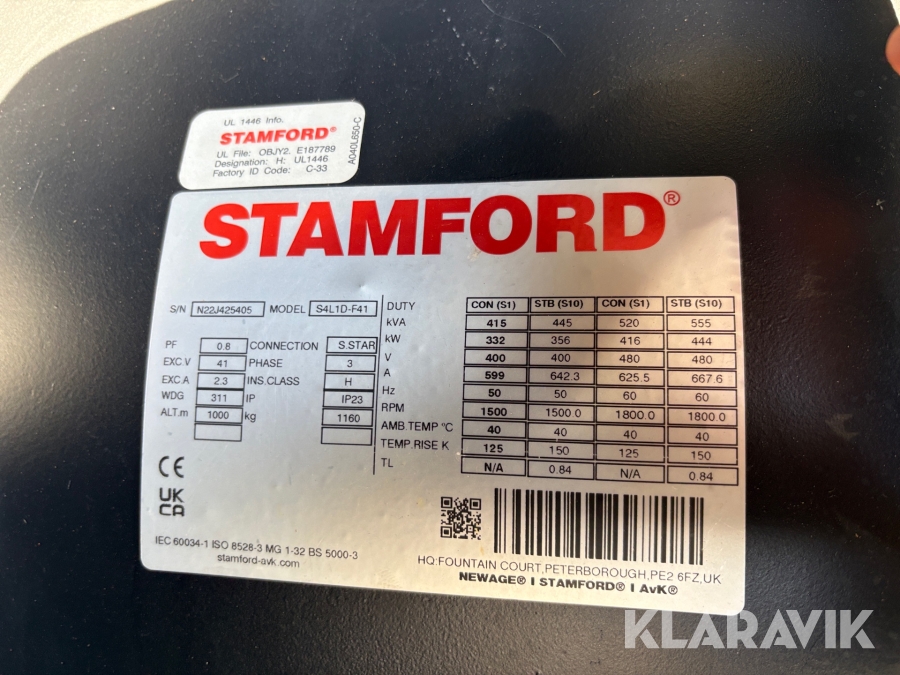 UL 1446 Info.
STAMFORD®
UL File: OBJY2. E187789
Designation: H: UL1446
Factory ID Code: C-33
A040L650-C
STAMFORD®
S/N N22J425405 MODEL S4L1D-F41
PF 0.8 CONNECTION S.STAR
EXC.V 41 PHASE 3
EXC.A 2.3 INS.CLASS H
WDG 311 IP IP23
ALT.m 1000 kg 1160
DUTY CON (S1) STB (S10) CON (S1) STB (S10)
kVA 415 445 520 555
kW 332 356 416 444
V 400 400 480 480
A 599 642.3 625.5 667.6
Hz 50 50 60 60
RPM 1500 1500.0 1800.0 1800.0
AMB.TEMP °C 40 40 40 40
TEMP.RISE K 125 150 125 150
TL N/A 0.84 N/A 0.84
CE
UK
CA
IEC 60034-1 ISO 8528-3 MG 1-32 BS 5000-3
stamford-avk.com
HQ:FOUNTAIN COURT,PETERBOROUGH,PE2 6FZ,UK
NEWAGE® I STAMFORD® I AvK®
KLARAVIK